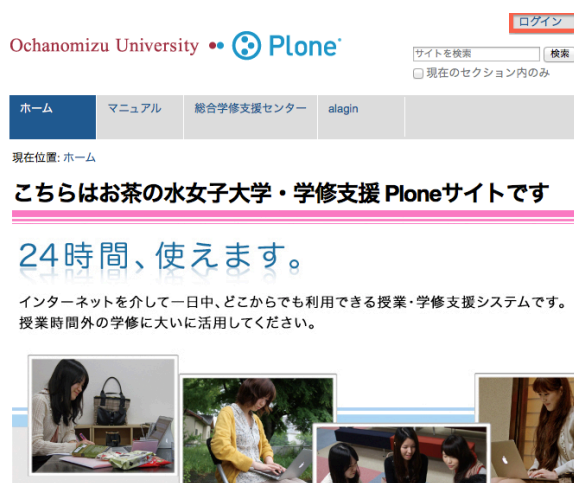 ログイン
Ochanomizu University Plone
サイトを検索 検索
現在のセクション内のみ
ホーム マニュアル 総合学修支援センター alagin
現在位置: ホーム
こちらはお茶の水女子大学・学修支援 Ploneサイトです
24時間、使えます。
インターネットを介して一日中、どこからでも利用できる授業・学修支援システムです。
授業時間外の学修に大いに活用してください。